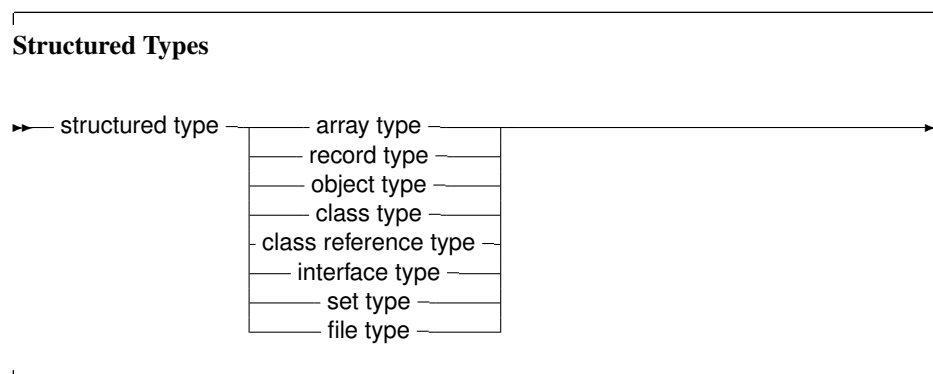 Structured Types
structured type array type
record type
object type
class type
class reference type
interface type
set type
file type